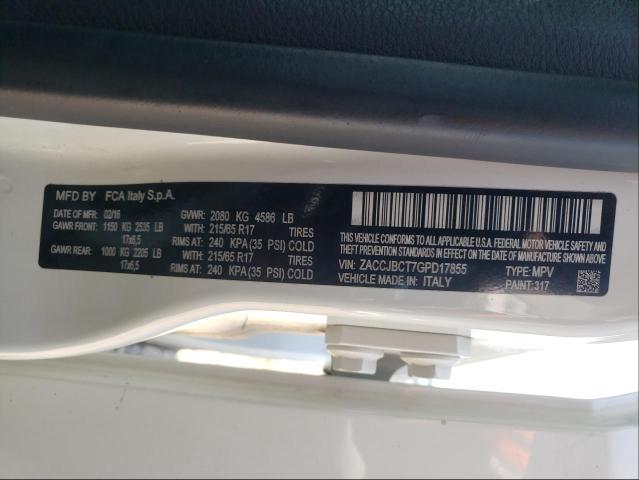 MFD BY FCA Italy S.p.A.
DATE OF MFR: 02/16 GVWR: 2080 KG 4586 LB
GAWR FRONT: 1150 KG 2535 LB WITH 215/65 R17 TIRES
17x6,5 RIMS AT: 240 KPA(35 PSI) COLD
GAWR REAR: 1000 KG 2205 LB WITH 215/65 R17 TIRES
17x6,5 RIMS AT: 240 KPA(35 PSI) COLD
THIS VEHICLE CONFORMS TO ALL APPLICABLE U.S.A. FEDERAL MOTOR VEHICLE SAFETY, BUMPER AND
THEFT PREVENTION STANDARDS IN EFFECT ON THE DATE OF MANUFACTURE SHOWN ABOVE
VIN: ZACCJBCT7GPD17855 TYPE: MPV
VEHICLE MADE IN: ITALY PAINT: 317